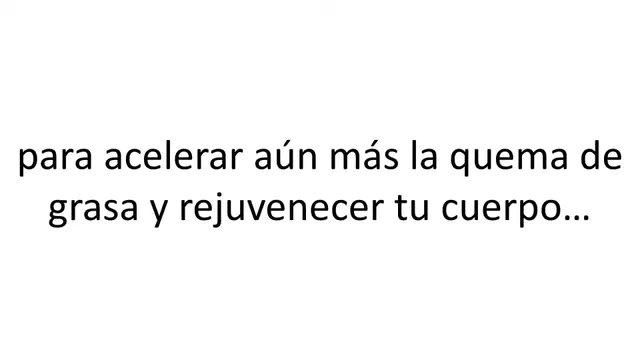 para acelerar aún más la quema de
grasa y rejuvenecer tu cuerpo...